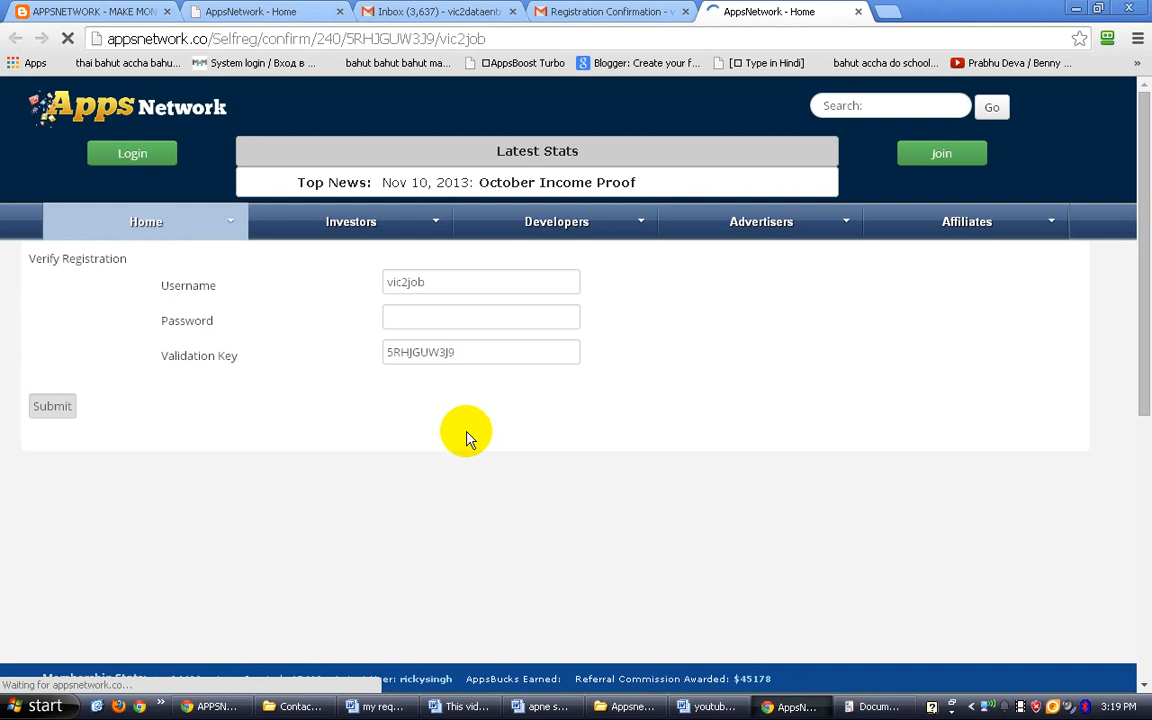 APPSNETWORK - MAKE MON
AppsNetwork - Home
Inbox (3,637) - vic2dataentr
Registration Confirmation - v
AppsNetwork - Home
appsnetwork.co/Selfreg/confirm/240/5RHJGUW3J9/vic2job
Apps
thai bahut accha bahu...
System login / Вход в ...
bahut bahut bahut ma...
AppsBoost Turbo
Blogger: Create your f...
[Type in Hindi]
bahut accha do school...
Prabhu Deva / Benny ...
Apps Network
Search:
Go
Login
Latest Stats
Join
Top News: Nov 10, 2013: October Income Proof
Home
Investors
Developers
Advertisers
Affiliates
Verify Registration
Username
vic2job
Password
Validation Key
5RHJGUW3J9
Submit
rickysingh
AppsBucks Earned:
Referral Commission Awarded: $45178
Waiting for appsnetwork.co...
start
APPSN...
Contac...
my req...
This vid...
apne s...
Appsne...
youtub...
AppsN...
Docum...
3:19 PM